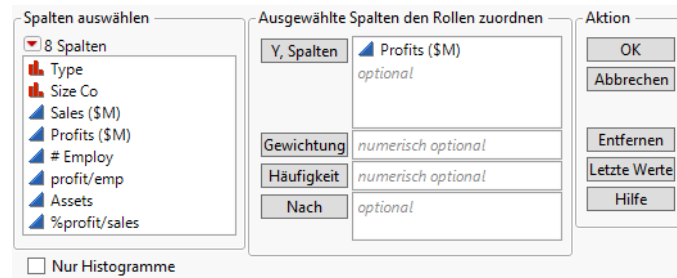 Spalten auswählen
8 Spalten
Type
Size Co
Sales ($M)
Profits ($M)
# Employ
profit/emp
Assets
%profit/sales
Nur Histogramme
Ausgewählte Spalten den Rollen zuordnen
Y, Spalten
Profits ($M)
optional
Gewichtung
numerisch optional
Häufigkeit
numerisch optional
Nach
optional
Aktion
OK
Abbrechen
Entfernen
Letzte Werte
Hilfe